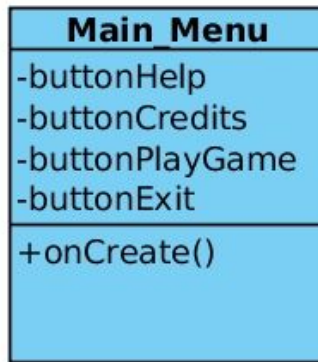 Main_Menu
-buttonHelp
-buttonCredits
-buttonPlayGame
-buttonExit
+onCreate()